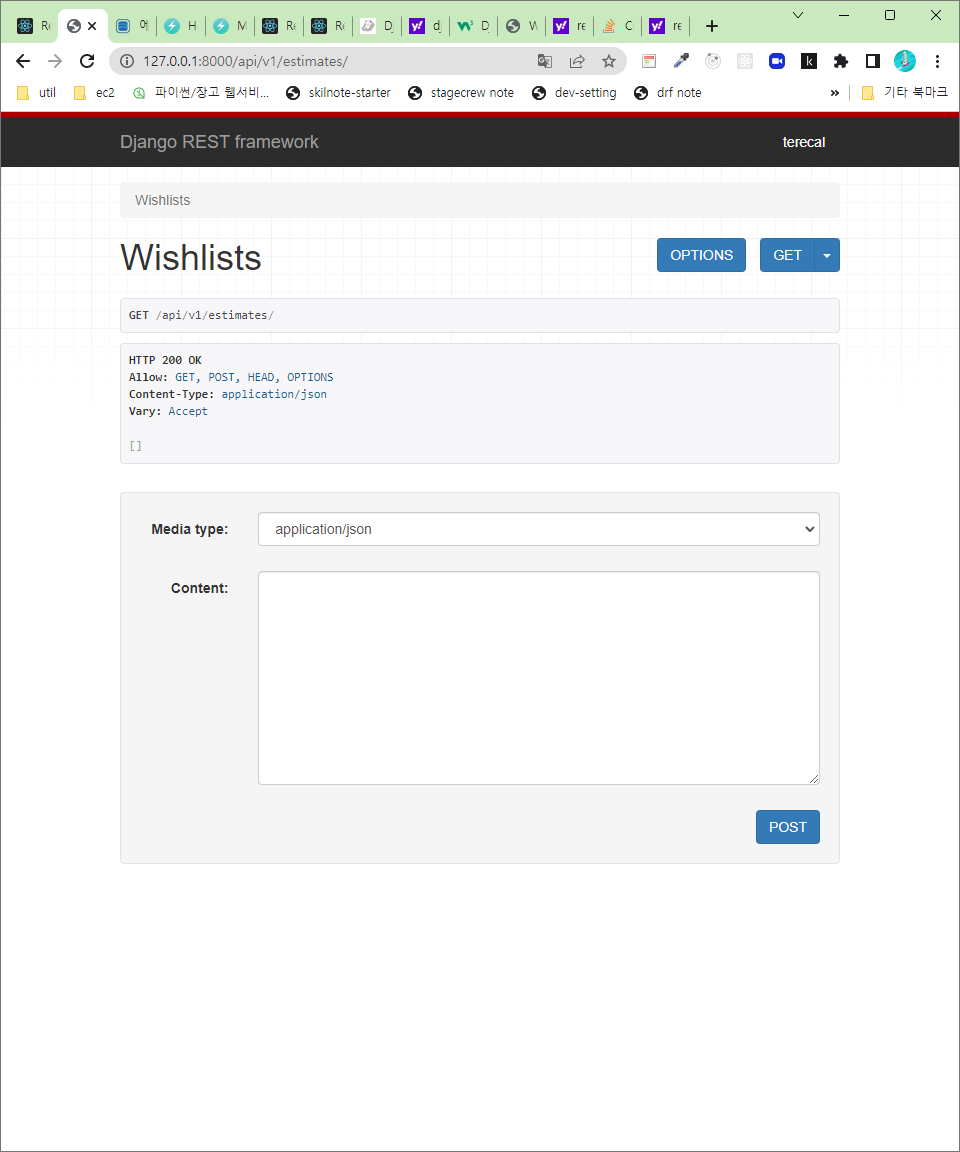 Re
어
H
M
Re
Re
D
dj
D
W
re
C
re
127.0.0.1:8000/api/v1/estimates/
util
ec2
파이썬/장고 웹서비...
skilnote-starter
stagecrew note
dev-setting
drf note
»
기타 북마크
Django REST framework
terecal
Wishlists
Wishlists
OPTIONS
GET
GET /api/v1/estimates/
HTTP 200 OK
Allow: GET, POST, HEAD, OPTIONS
Content-Type: application/json
Vary: Accept
[]
Media type:
application/json
Content:
POST